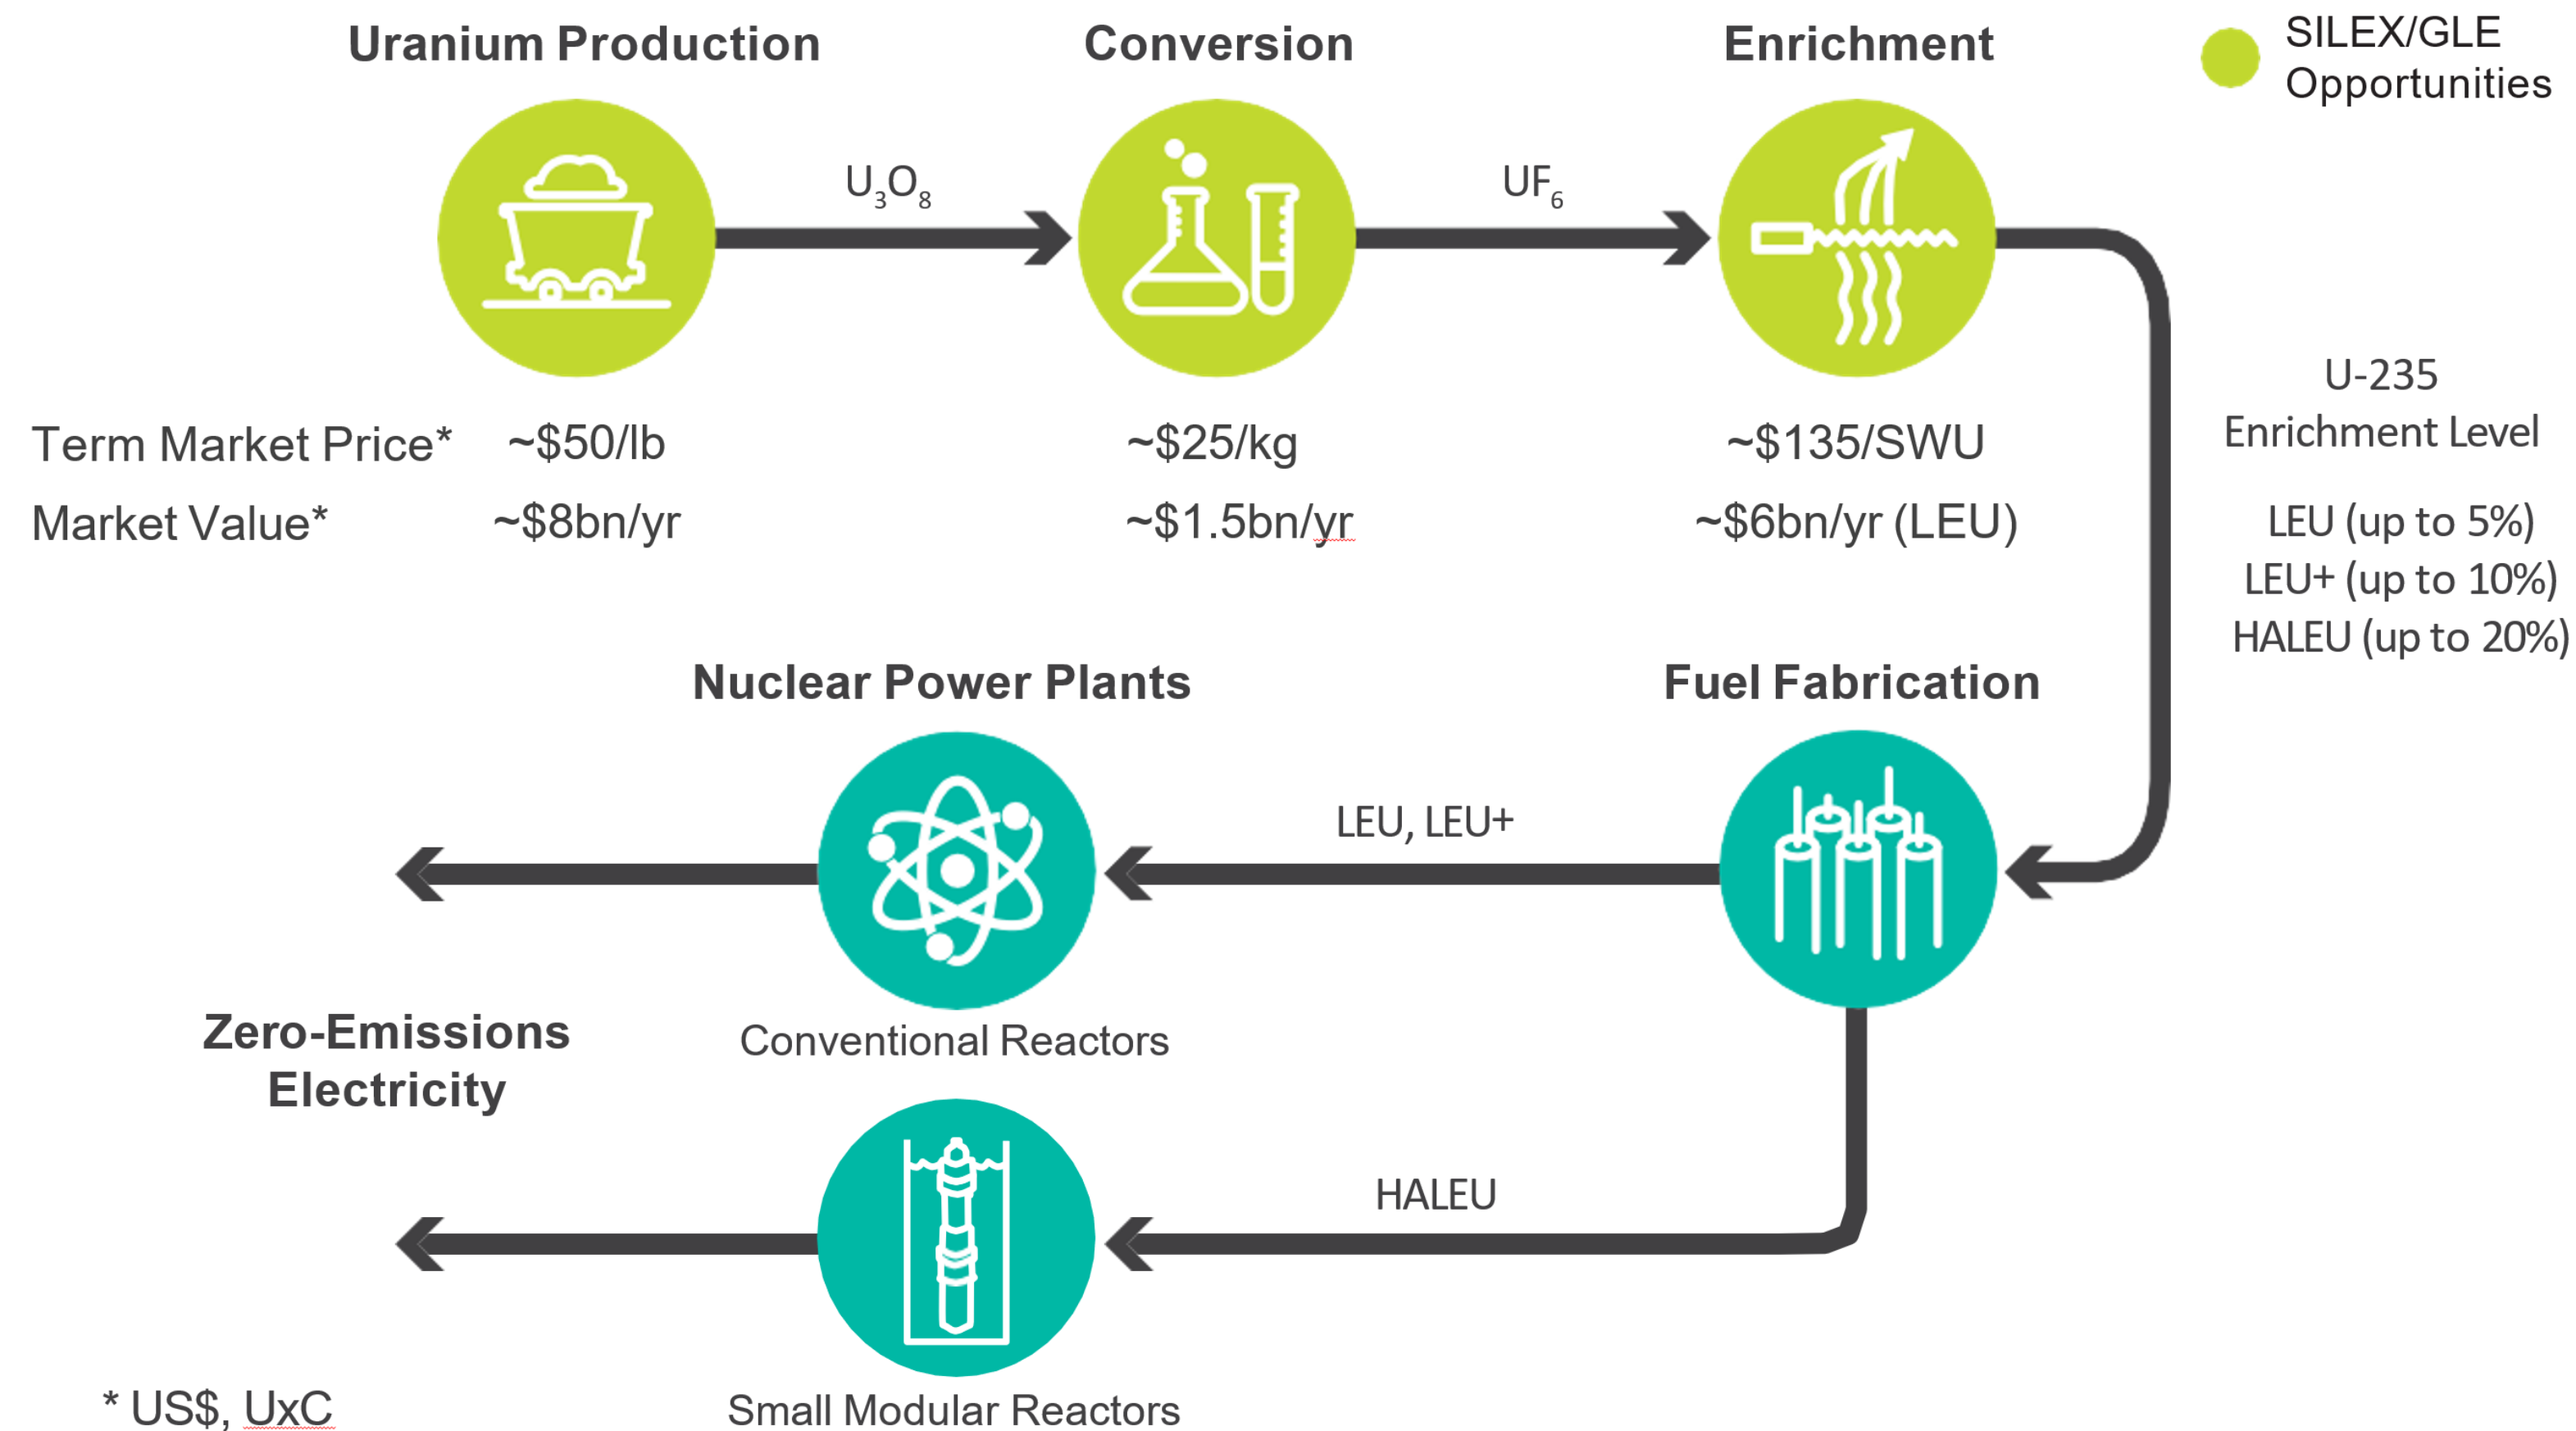 Uranium Production
Conversion
Enrichment
SILEX/GLE
Opportunities
U₃O₈
UF₆
Term Market Price* ~$50/lb ~$25/kg ~$135/SWU
Market Value* ~$8bn/yr ~$1.5bn/yr ~$6bn/yr (LEU)
U-235
Enrichment Level
LEU (up to 5%)
LEU+ (up to 10%)
HALEU (up to 20%)
Nuclear Power Plants
Fuel Fabrication
LEU, LEU+
Conventional Reactors
Zero-Emissions
Electricity
HALEU
Small Modular Reactors
* US$, UxC